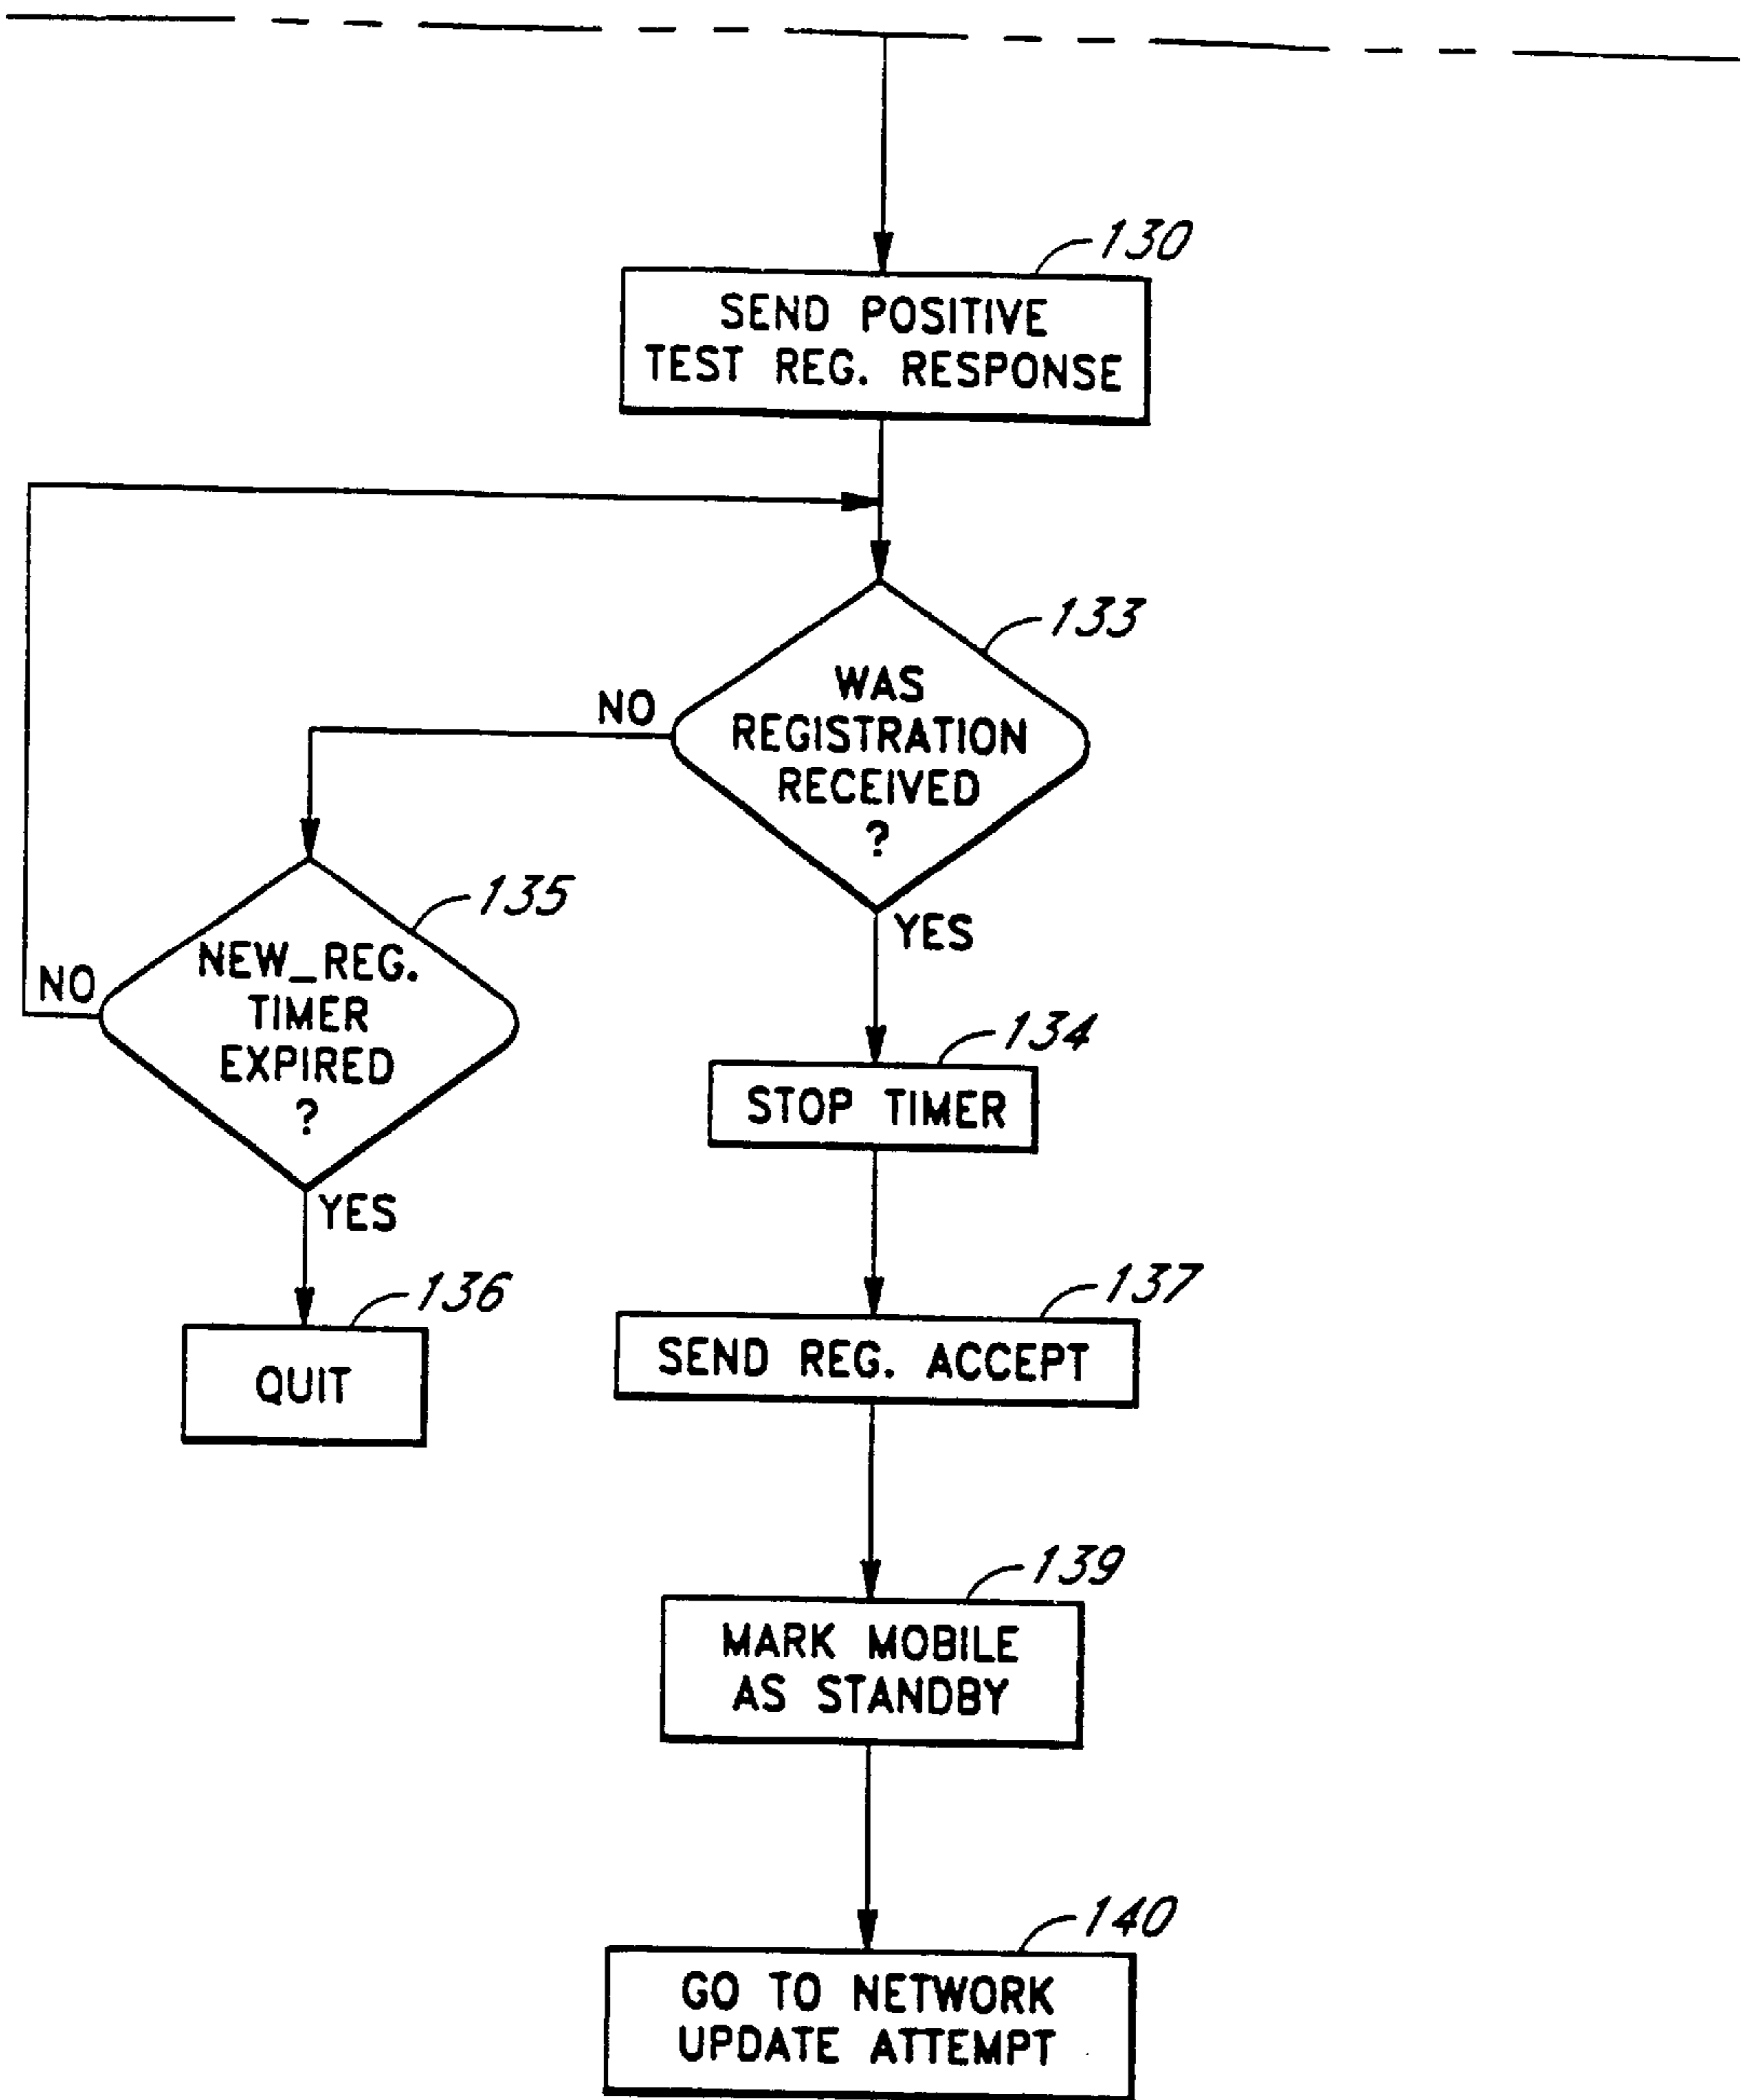 130
SEND POSITIVE
TEST REG. RESPONSE
133
WAS
REGISTRATION
RECEIVED
?
NO
YES
135
NEW_REG.
TIMER
EXPIRED
?
NO
YES
134
STOP TIMER
136
QUIT
137
SEND REG. ACCEPT
139
MARK MOBILE
AS STANDBY
140
GO TO NETWORK
UPDATE ATTEMPT